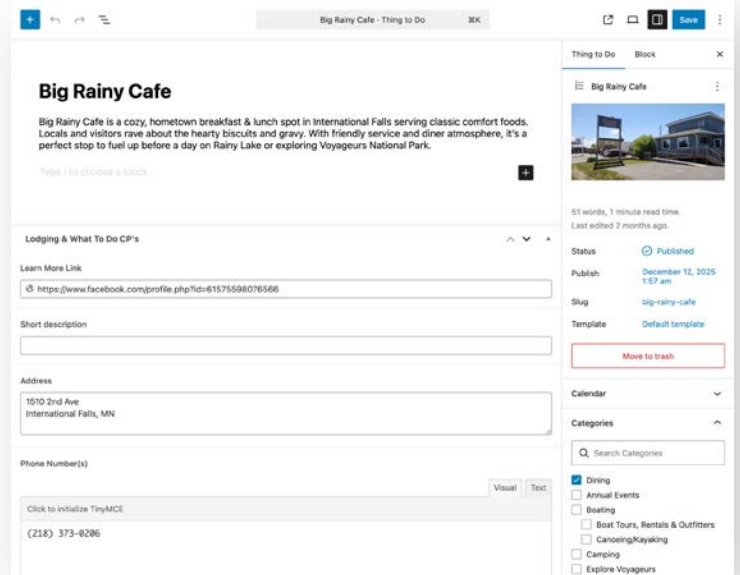 Big Rainy Cafe · Thing to Do
⌘K
Save
Big Rainy Cafe
Big Rainy Cafe is a cozy, hometown breakfast & lunch spot in International Falls serving classic comfort foods.
Locals and visitors rave about the hearty biscuits and gravy. With friendly service and diner atmosphere, it's a
perfect stop to fuel up before a day on Rainy Lake or exploring Voyageurs National Park.
Type / to choose a block
Lodging & What To Do CP's
Learn More Link
https://www.facebook.com/profile.php?id=61575598076566
Short description
Address
1510 2nd Ave
International Falls, MN
Phone Number(s)
Visual
Text
Click to initialize TinyMCE
(218) 373-0206
Thing to Do
Block
Big Rainy Cafe
51 words, 1 minute read time.
Last edited 2 months ago.
Status
Published
Publish
December 12, 2025
1:57 am
Slug
big-rainy-cafe
Template
Default template
Move to trash
Calendar
Categories
Search Categories
Dining
Annual Events
Boating
Boat Tours, Rentals & Outfitters
Canoeing/Kayaking
Camping
Explore Voyageurs